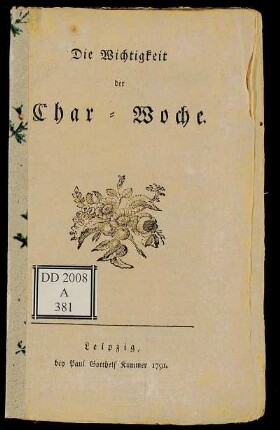 Die Wichtigkeit
der
Char - Woche.
DD 2008
A
381
Leipzig,
bey Paul Gotthelf Kummer 1791.